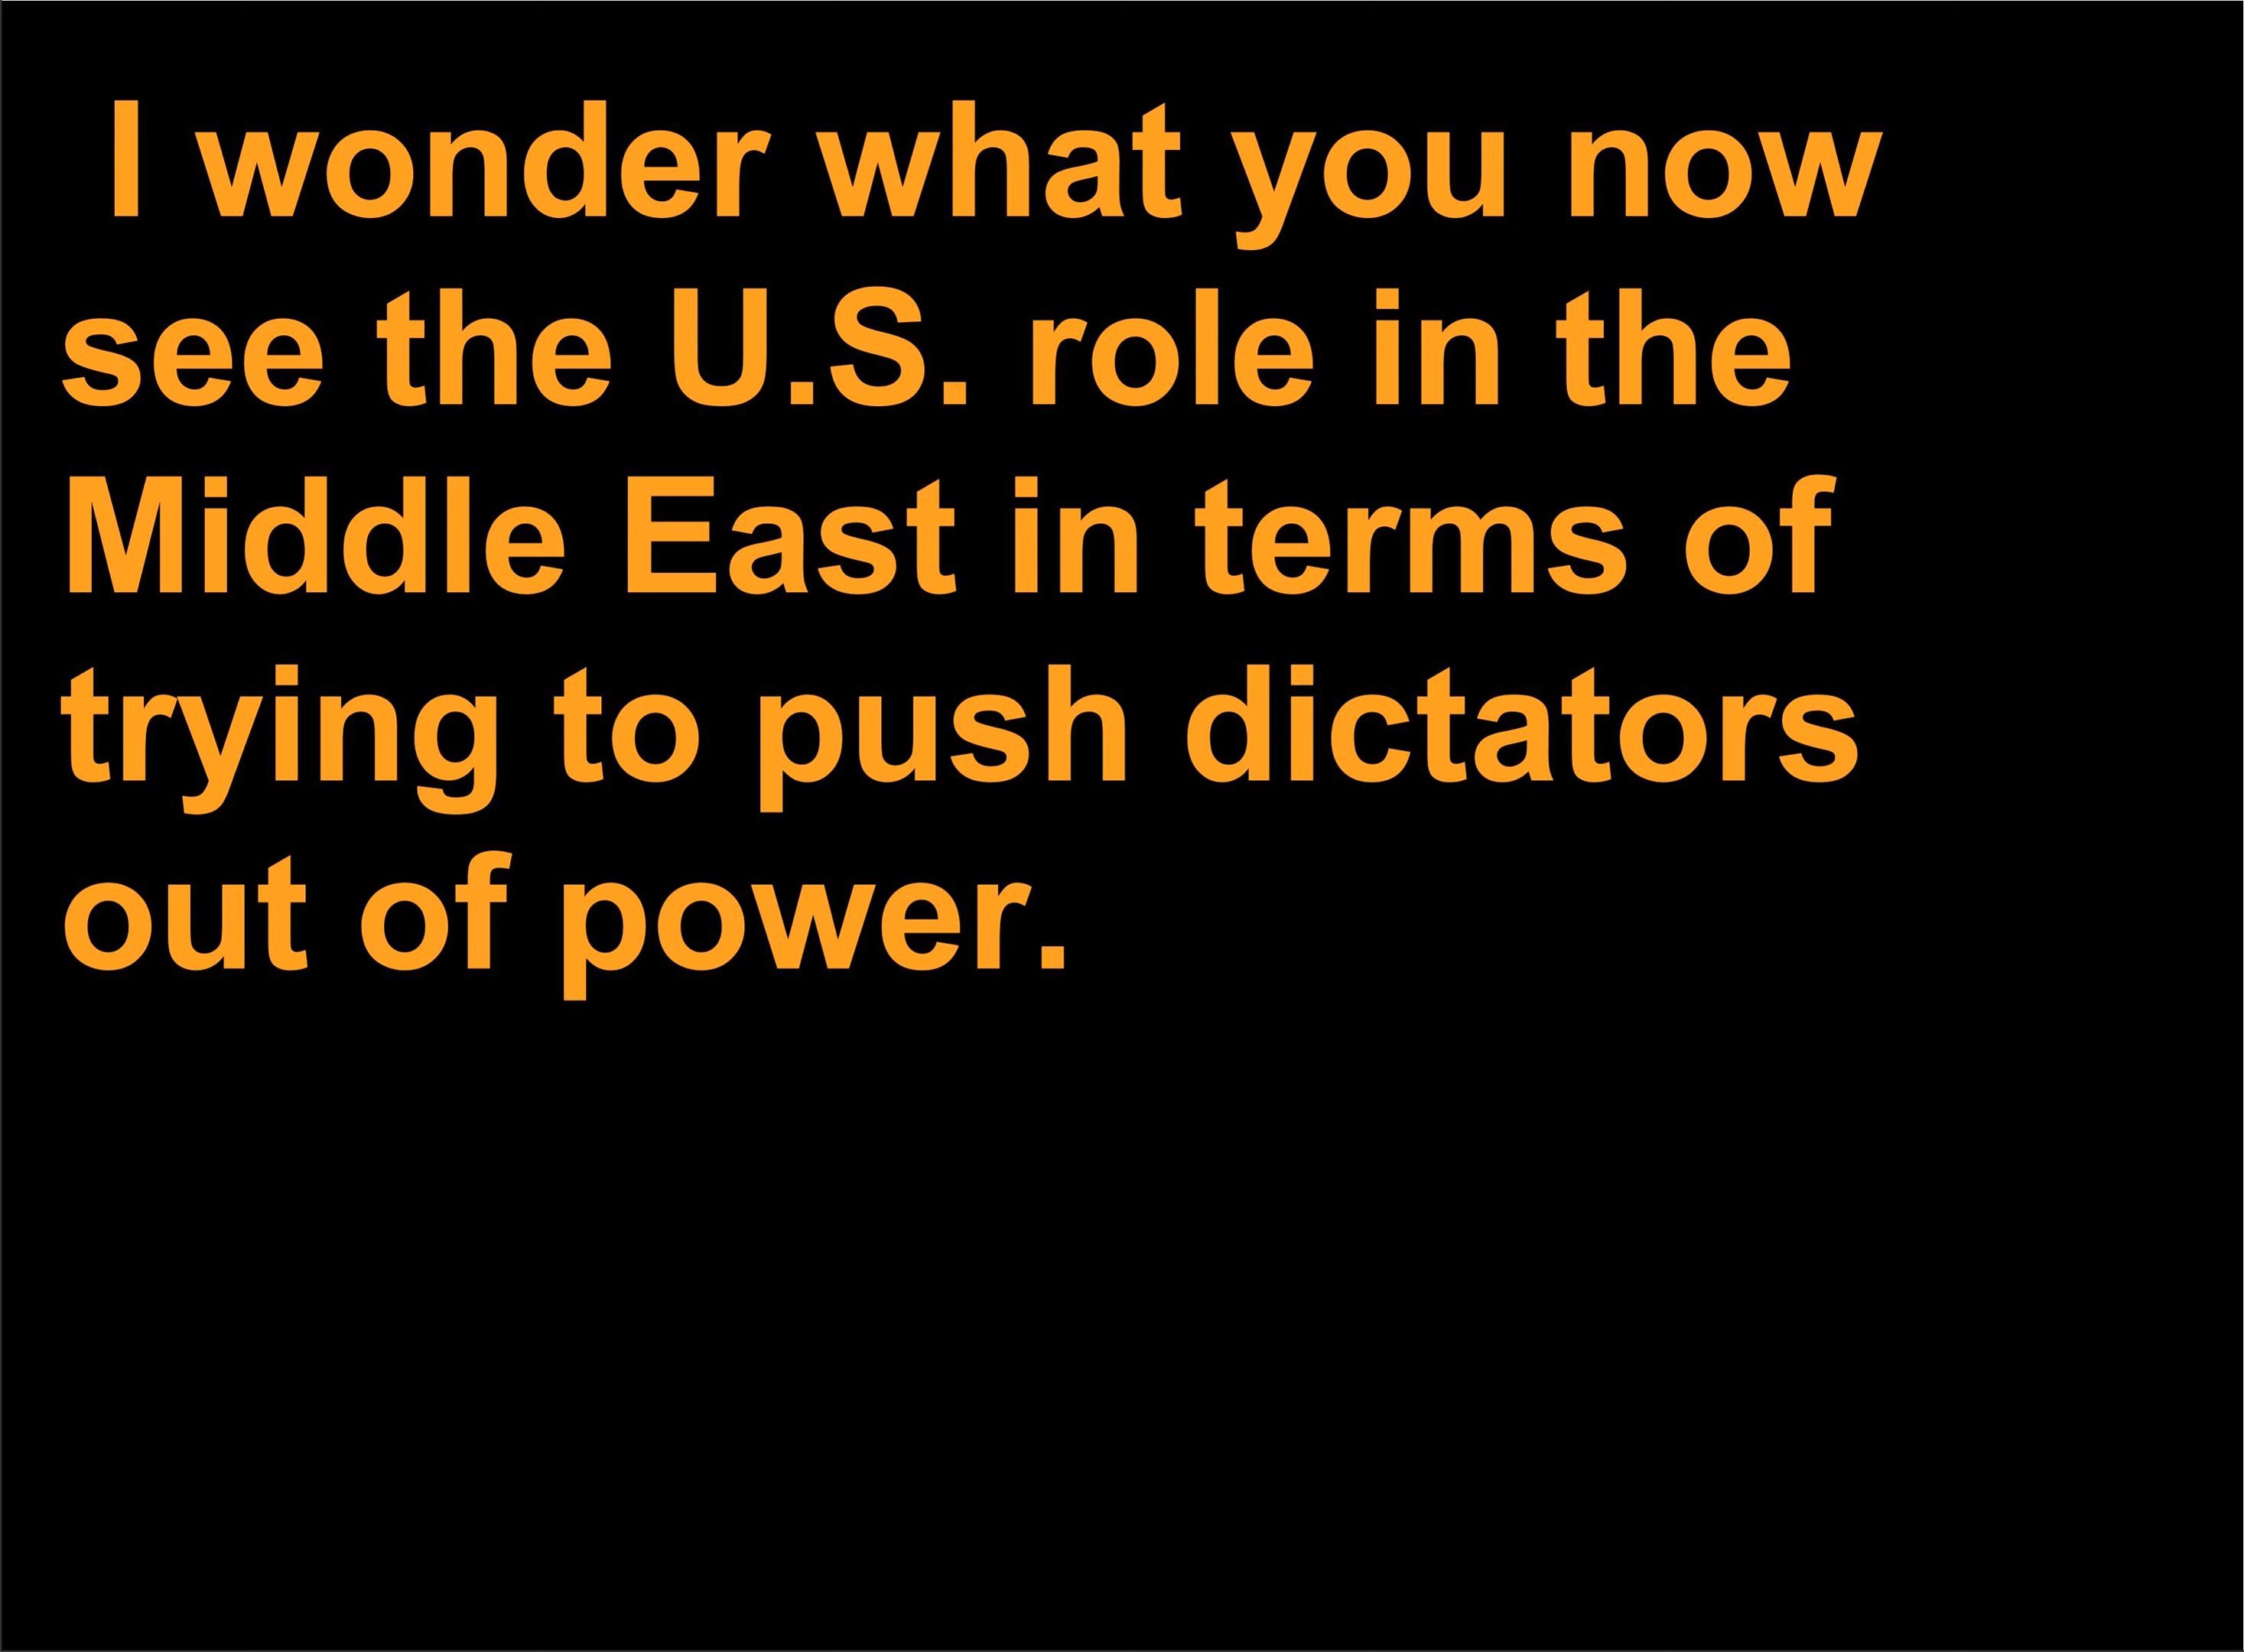 I wonder what you now
see the U.S. role in the
Middle East in terms of
trying to push dictators
out of power.